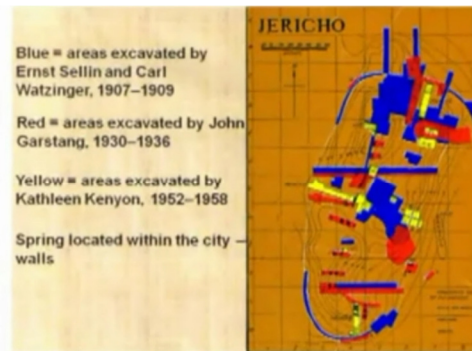 JERICHO
Blue = areas excavated by
Ernst Sellin and Carl
Watzinger, 1907–1909
Red = areas excavated by John
Garstang, 1930–1936
Yellow = areas excavated by
Kathleen Kenyon, 1952–1958
Spring located within the city –
walls